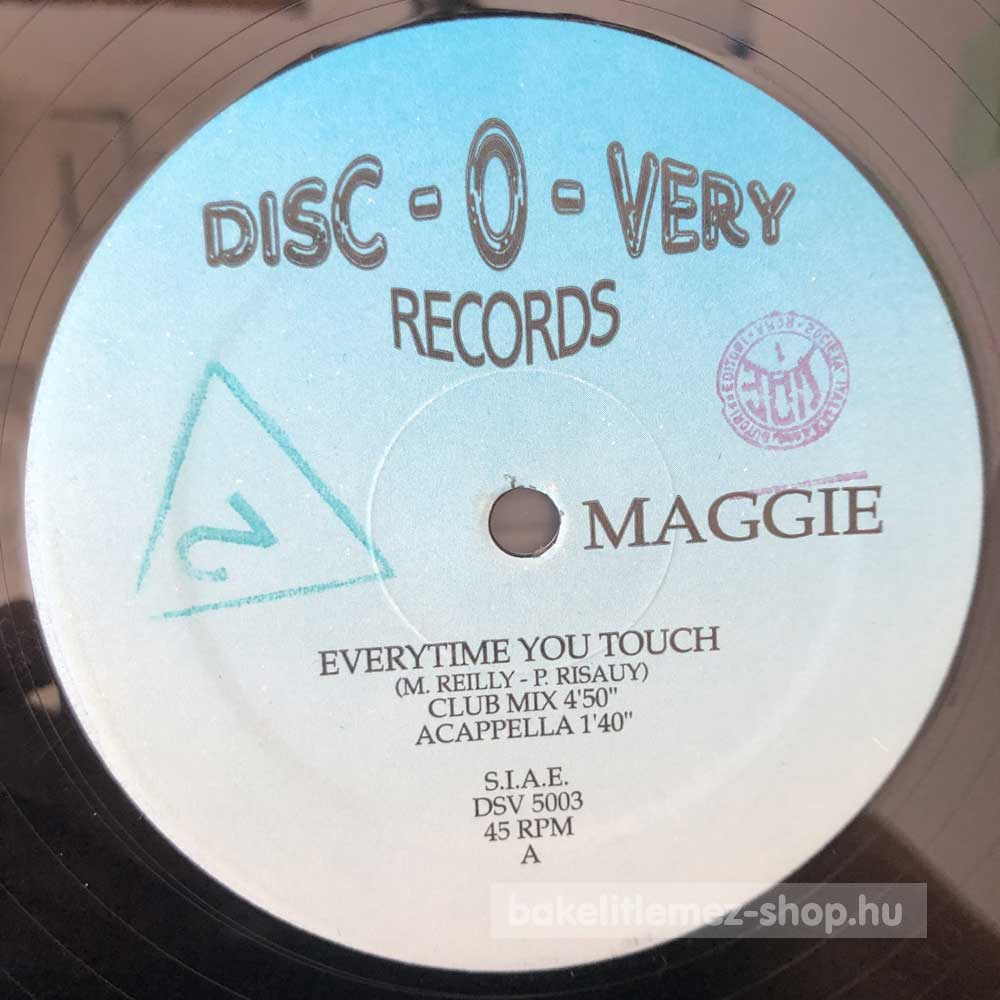 DISC - O - VERY
RECORDS
2
MAGGIE
EVERYTIME YOU TOUCH
(M. REILLY - P. RISAUY)
CLUB MIX 4'50"
ACAPPELLA 1'40"
S.I.A.E.
DSV 5003
45 RPM
A
bakelitlemez-shop.hu